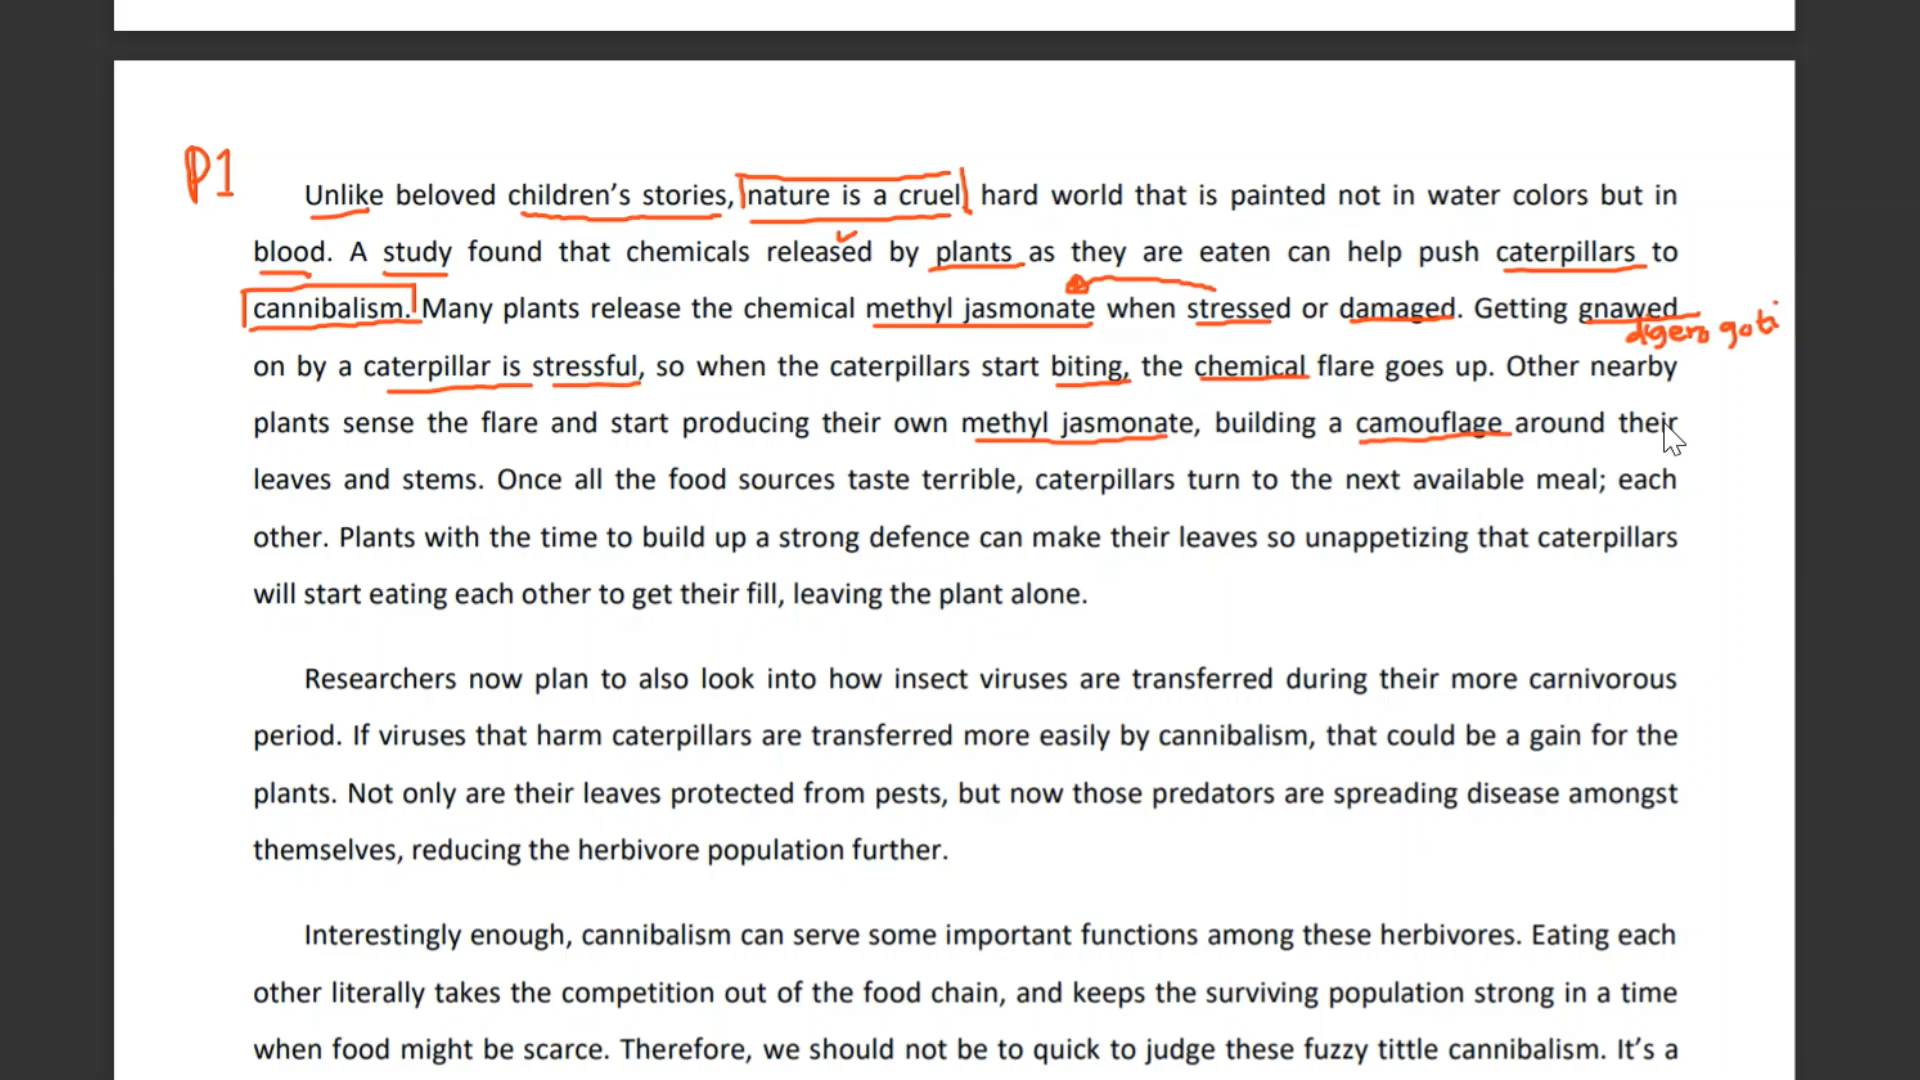 P1
Unlike beloved children's stories, nature is a cruel hard world that is painted not in water colors but in
blood. A study found that chemicals released by plants as they are eaten can help push caterpillars to
cannibalism. Many plants release the chemical methyl jasmonate when stressed or damaged. Getting gnawed
on by a caterpillar is stressful, so when the caterpillars start biting, the chemical flare goes up. Other nearby
plants sense the flare and start producing their own methyl jasmonate, building a camouflage around their
leaves and stems. Once all the food sources taste terrible, caterpillars turn to the next available meal; each
other. Plants with the time to build up a strong defence can make their leaves so unappetizing that caterpillars
will start eating each other to get their fill, leaving the plant alone.
Researchers now plan to also look into how insect viruses are transferred during their more carnivorous
period. If viruses that harm caterpillars are transferred more easily by cannibalism, that could be a gain for the
plants. Not only are their leaves protected from pests, but now those predators are spreading disease amongst
themselves, reducing the herbivore population further.
Interestingly enough, cannibalism can serve some important functions among these herbivores. Eating each
other literally takes the competition out of the food chain, and keeps the surviving population strong in a time
when food might be scarce. Therefore, we should not be to quick to judge these fuzzy tittle cannibalism. It's a